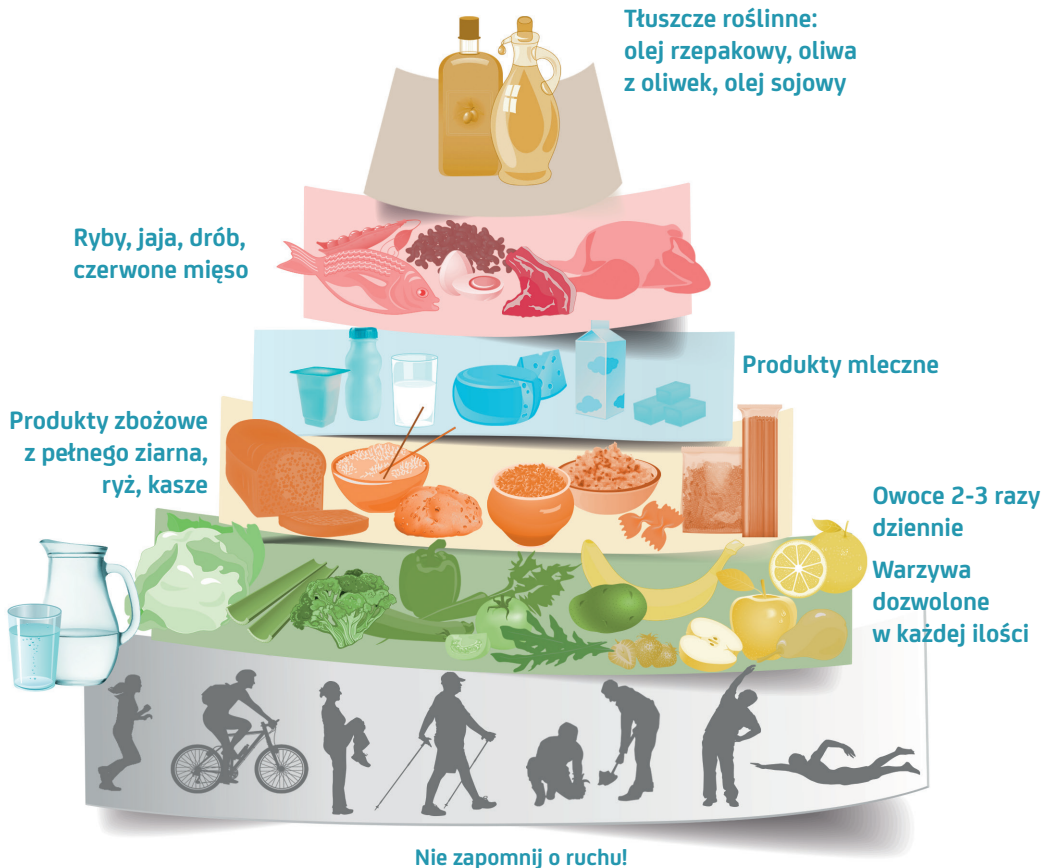 Tłuszcze roślinne:
olej rzepakowy, oliwa
z oliwek, olej sojowy
Ryby, jaja, drób,
czerwone mięso
Produkty mleczne
Produkty zbożowe
z pełnego ziarna,
ryż, kasze
Owoce 2-3 razy
dziennie
Warzywa
dozwolone
w każdej ilości
Nie zapomnij o ruchu!